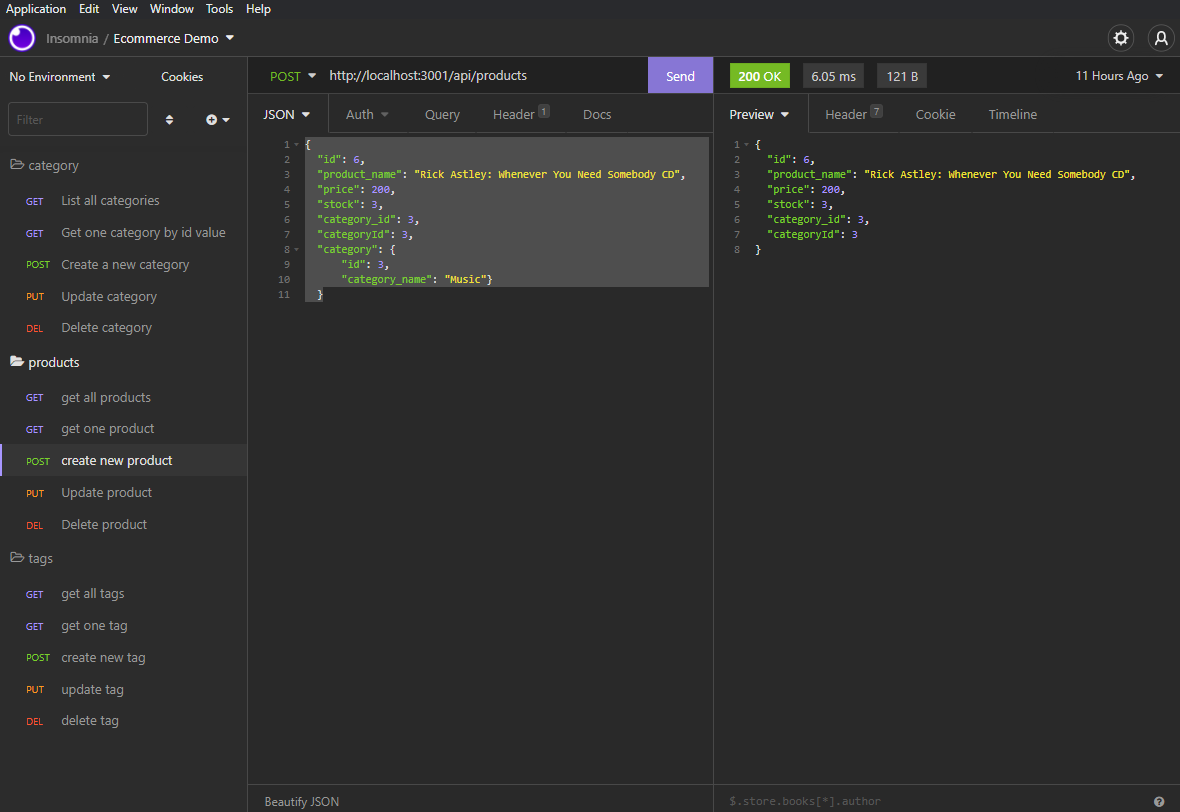 Application Edit View Window Tools Help
Insomnia / Ecommerce Demo
No Environment Cookies
Filter
category
GET List all categories
GET Get one category by id value
POST Create a new category
PUT Update category
DEL Delete category
products
GET get all products
GET get one product
POST create new product
PUT Update product
DEL Delete product
tags
GET get all tags
GET get one tag
POST create new tag
PUT update tag
DEL delete tag
POST http://localhost:3001/api/products Send
JSON Auth Query Header 1 Docs
1 {
2 "id": 6,
3 "product_name": "Rick Astley: Whenever You Need Somebody CD",
4 "price": 200,
5 "stock": 3,
6 "category_id": 3,
7 "categoryId": 3,
8 "category": {
9 "id": 3,
10 "category_name": "Music"}
11 }
Beautify JSON
200 OK 6.05 ms 121 B 11 Hours Ago
Preview Header 7 Cookie Timeline
1 {
2 "id": 6,
3 "product_name": "Rick Astley: Whenever You Need Somebody CD",
4 "price": 200,
5 "stock": 3,
6 "category_id": 3,
7 "categoryId": 3
8 }
$.store.books[*].author ?